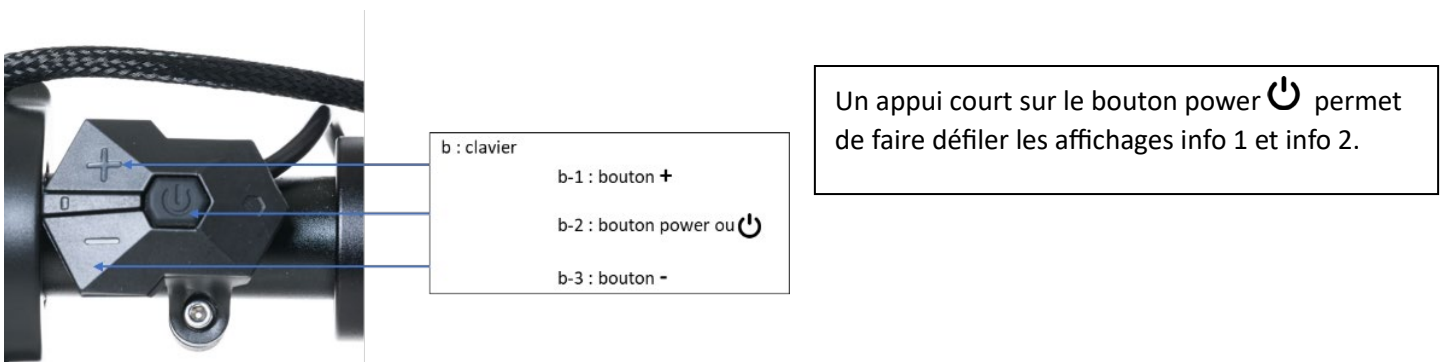 b : clavier
b-1 : bouton +
b-2 : bouton power ou ⏻
b-3 : bouton -
Un appui court sur le bouton power ⏻ permet
de faire défiler les affichages info 1 et info 2.